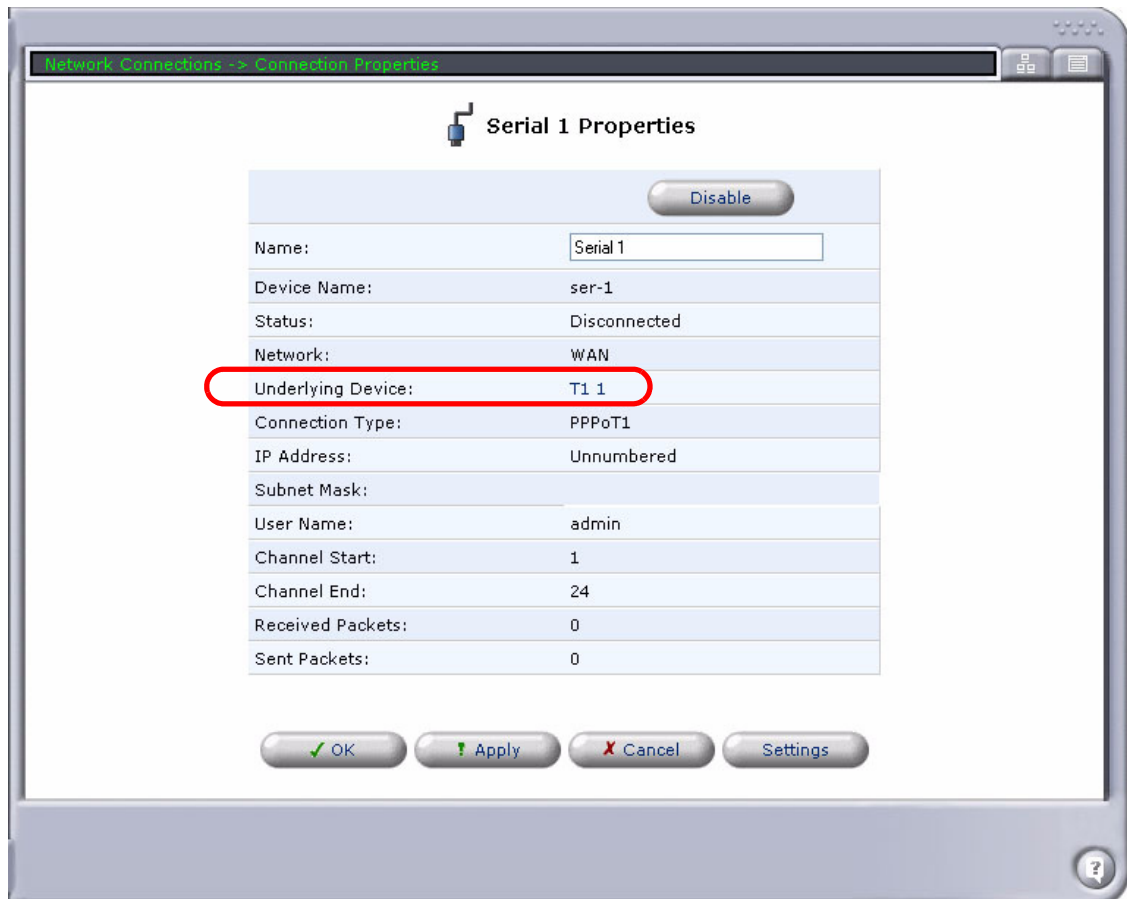 Network Connections -> Connection Properties
Serial 1 Properties
Disable
Name: Serial 1
Device Name: ser-1
Status: Disconnected
Network: WAN
Underlying Device: T1 1
Connection Type: PPPoT1
IP Address: Unnumbered
Subnet Mask:
User Name: admin
Channel Start: 1
Channel End: 24
Received Packets: 0
Sent Packets: 0
OK Apply Cancel Settings
?